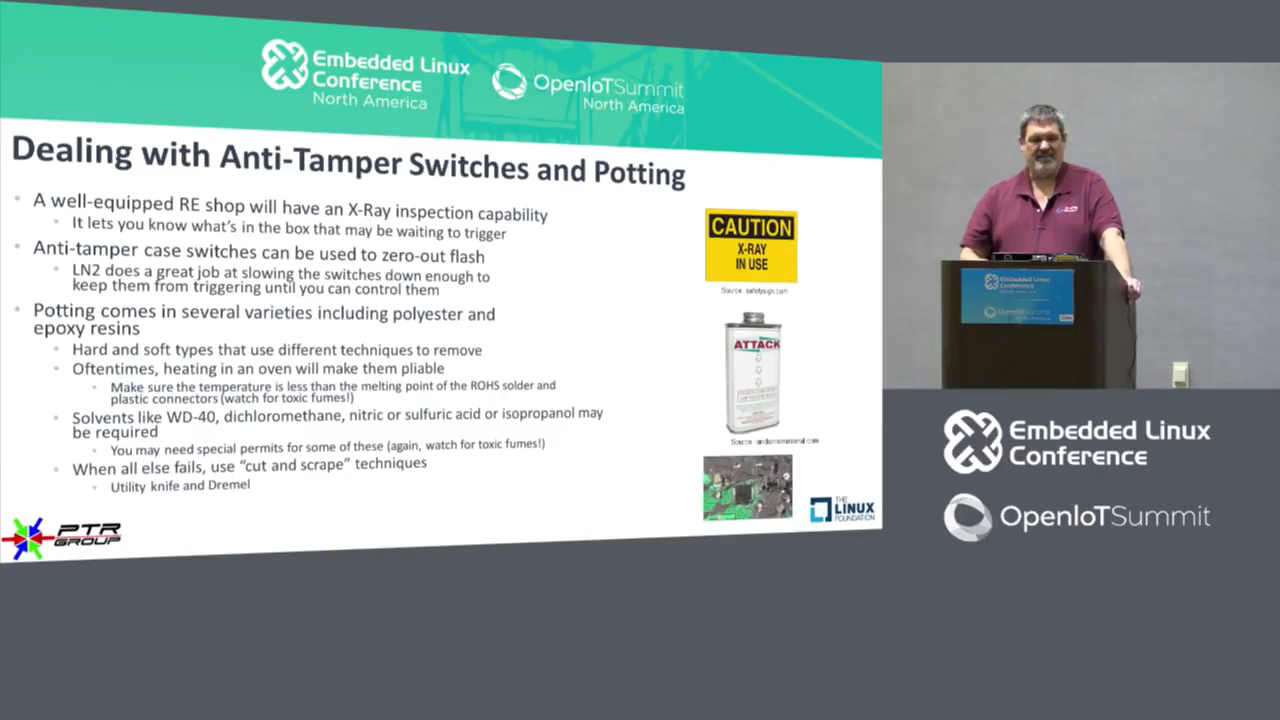 Embedded Linux
Conference
North America
OpenIoTSummit
North America
Dealing with Anti-Tamper Switches and Potting
A well-equipped RE shop will have an X-Ray inspection capability
It lets you know what's in the box that may be waiting to trigger
Anti-tamper case switches can be used to zero-out flash
LN2 does a great job at slowing the switches down enough to
keep them from triggering until you can control them
Potting comes in several varieties including polyester and
epoxy resins
Hard and soft types that use different techniques to remove
Oftentimes, heating in an oven will make them pliable
Make sure the temperature is less than the melting point of the ROHS solder and
plastic connectors (watch for toxic fumes!)
Solvents like WD-40, dichloromethane, nitric or sulfuric acid or isopropanol may
be required
You may need special permits for some of these (again, watch for toxic fumes!)
When all else fails, use “cut and scrape” techniques
Utility knife and Dremel
CAUTION
X-RAY
IN USE
Source: safetysign.com
ATTACK
PTR
GROUP
THE
LINUX
FOUNDATION
Embedded Linux
Conference
OpenIoTSummit
Embedded Linux
Conference
OpenIoTSummit